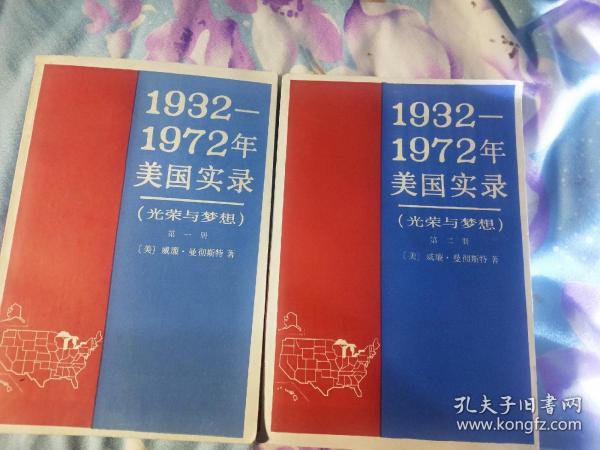 1932—
1972年
美国实录
(光荣与梦想)
第一册
〔美〕威廉·曼彻斯特 著
1932—
1972年
美国实录
(光荣与梦想)
第二册
〔美〕威廉·曼彻斯特 著
孔夫子旧书网
kongfz.com